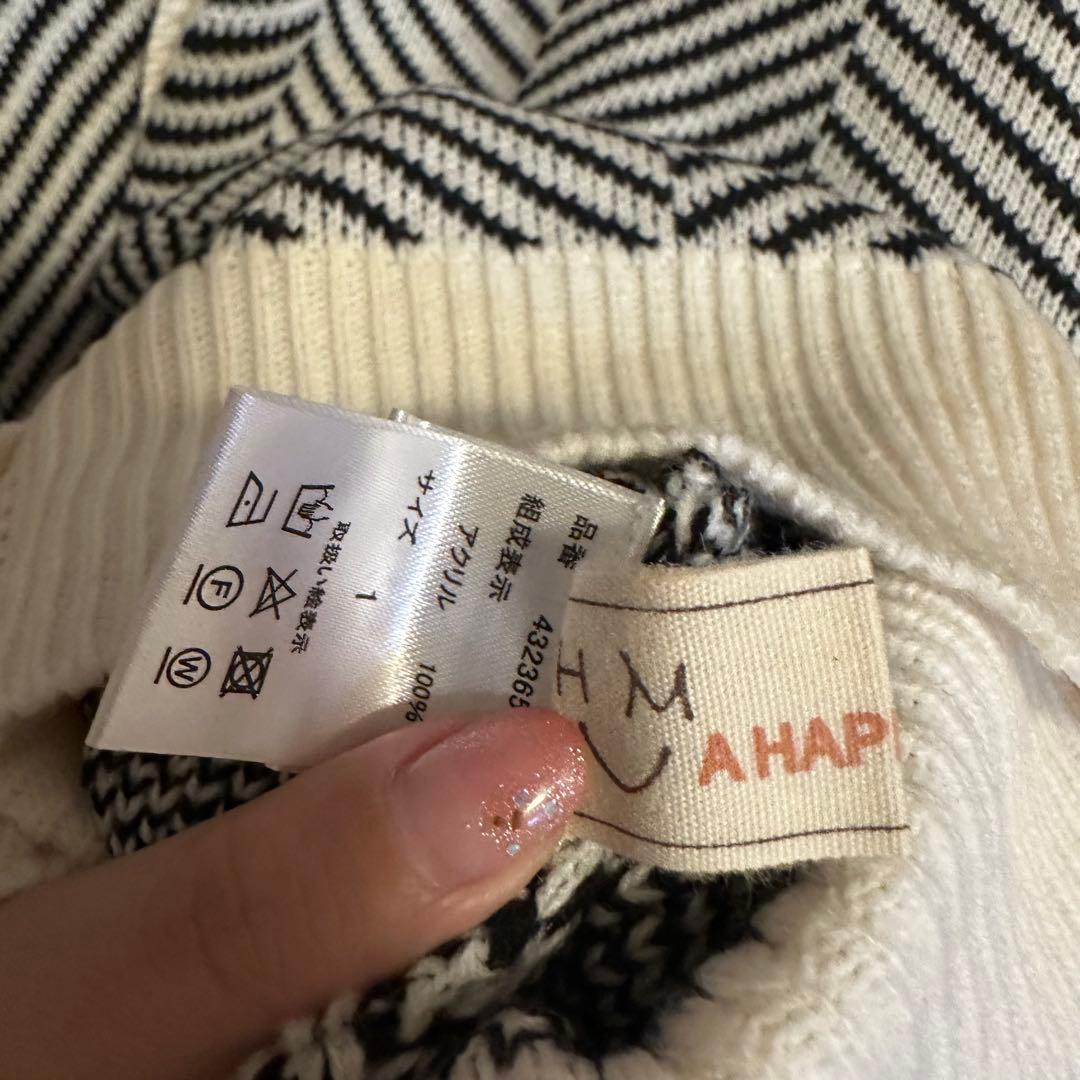 品番 432365
組成表示
アクリル 100%
サイズ
1
取扱い絵表示
F
W
A HAP